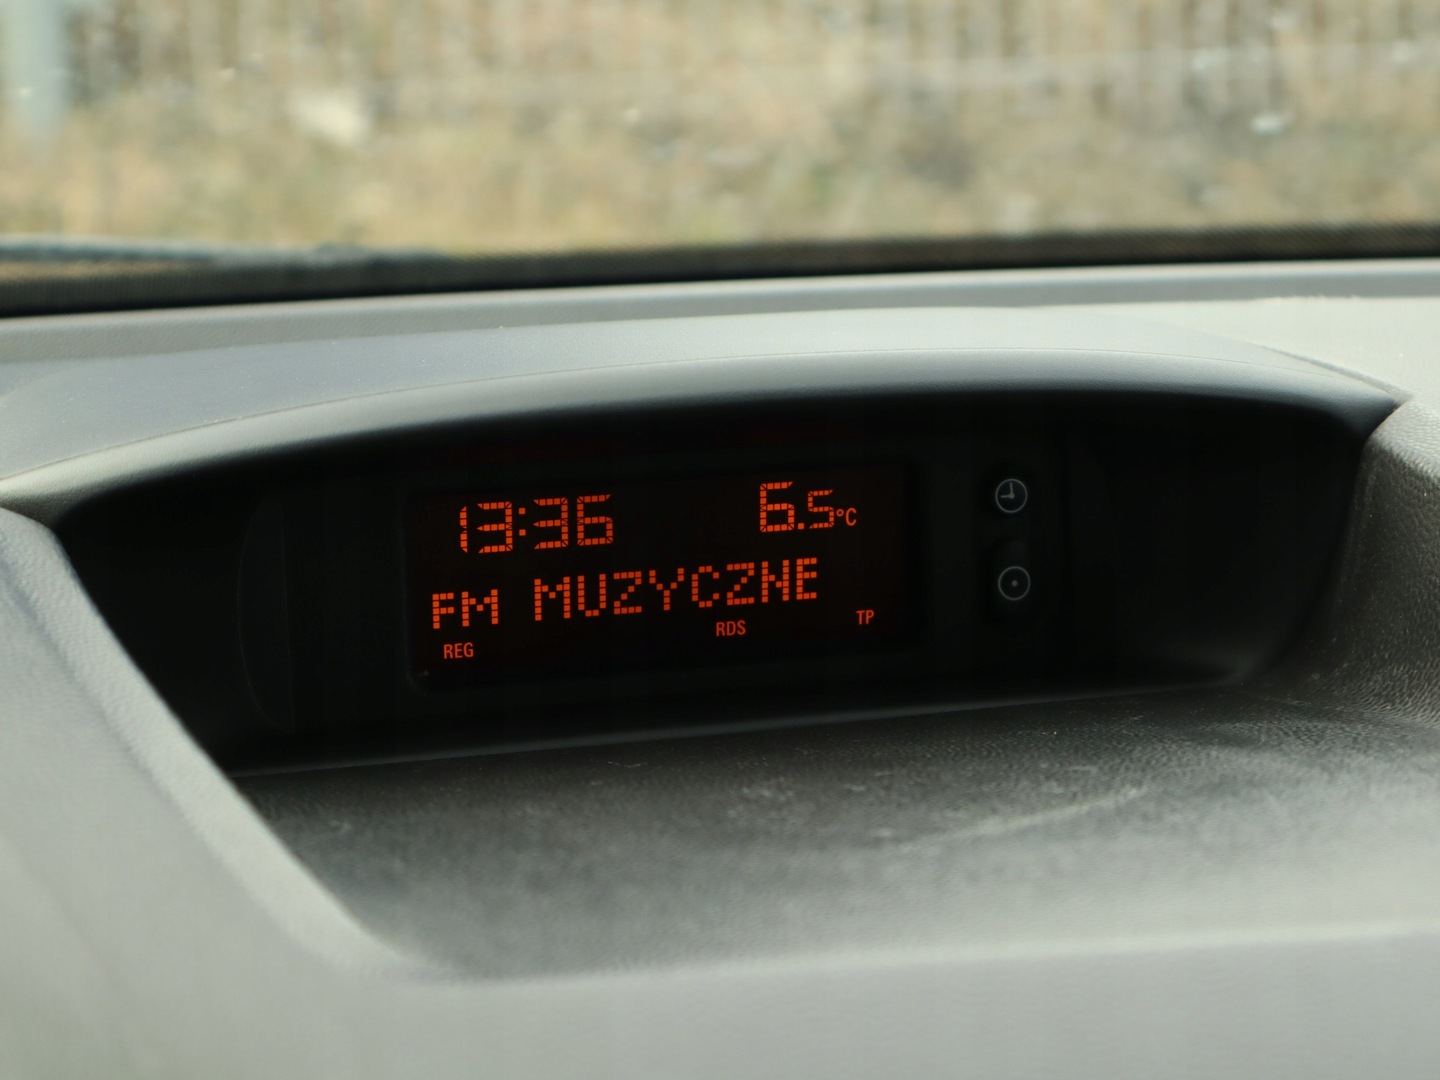 13:36 6.5°C
FM MUZYCZNE
REG RDS TP